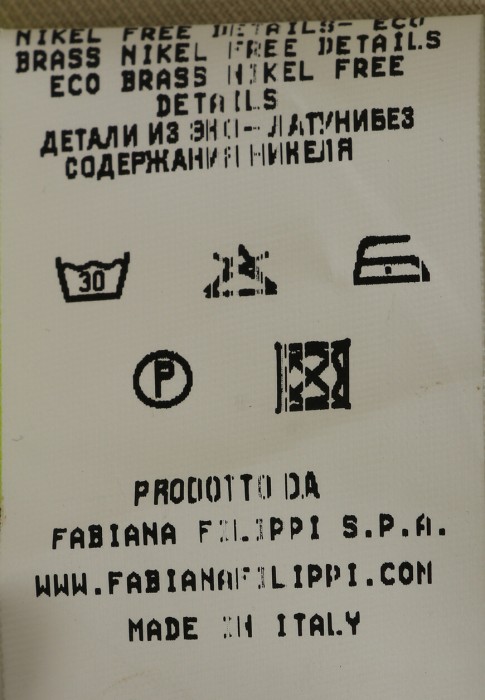 NIKEL FREE DETAILS- ECO
BRASS NIKEL FREE DETAILS
ECO BRASS NIKEL FREE
DETAILS
ДЕТАЛИ ИЗ ЭКО-ЛАТУНИБЕЗ
СОДЕРЖАНИЯ НИКЕЛЯ
30
P
PRODOTTO DA
FABIANA FILIPPI S.P.A.
WWW.FABIANAFILIPPI.COM
MADE IN ITALY